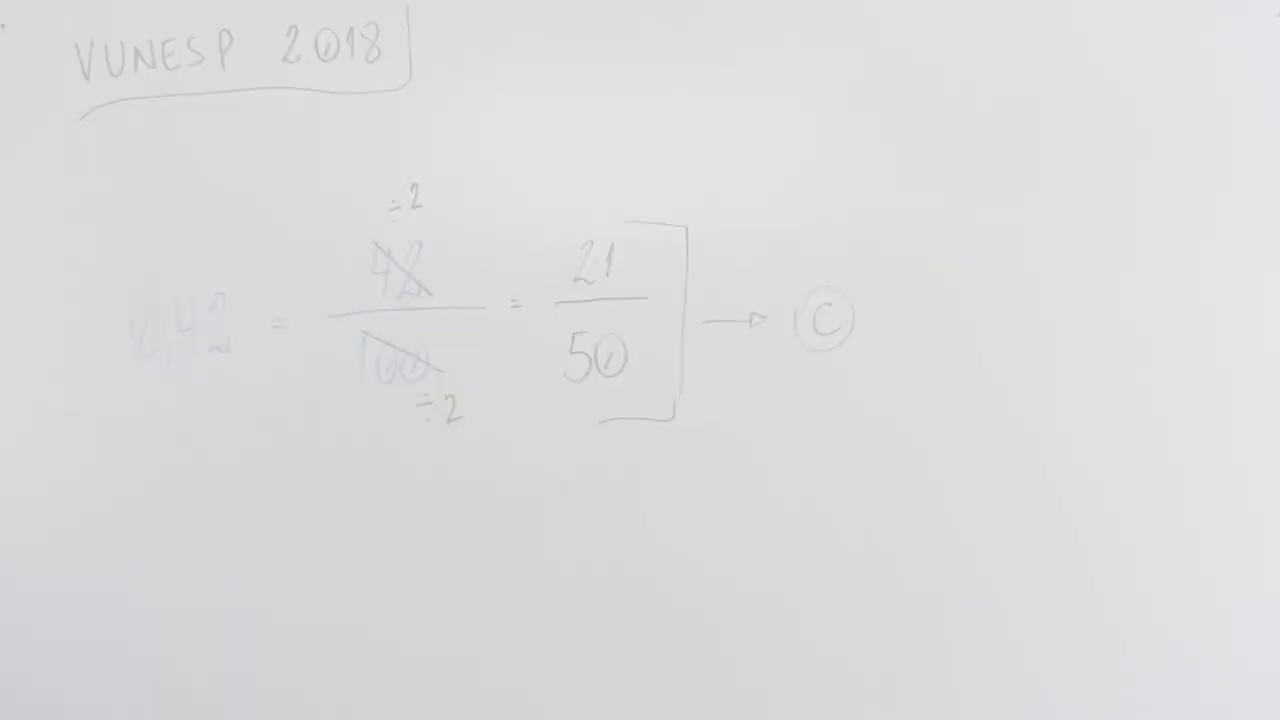 VUNESP 2018
÷2
0,42 = 42/100 = 21/50 → C
÷2